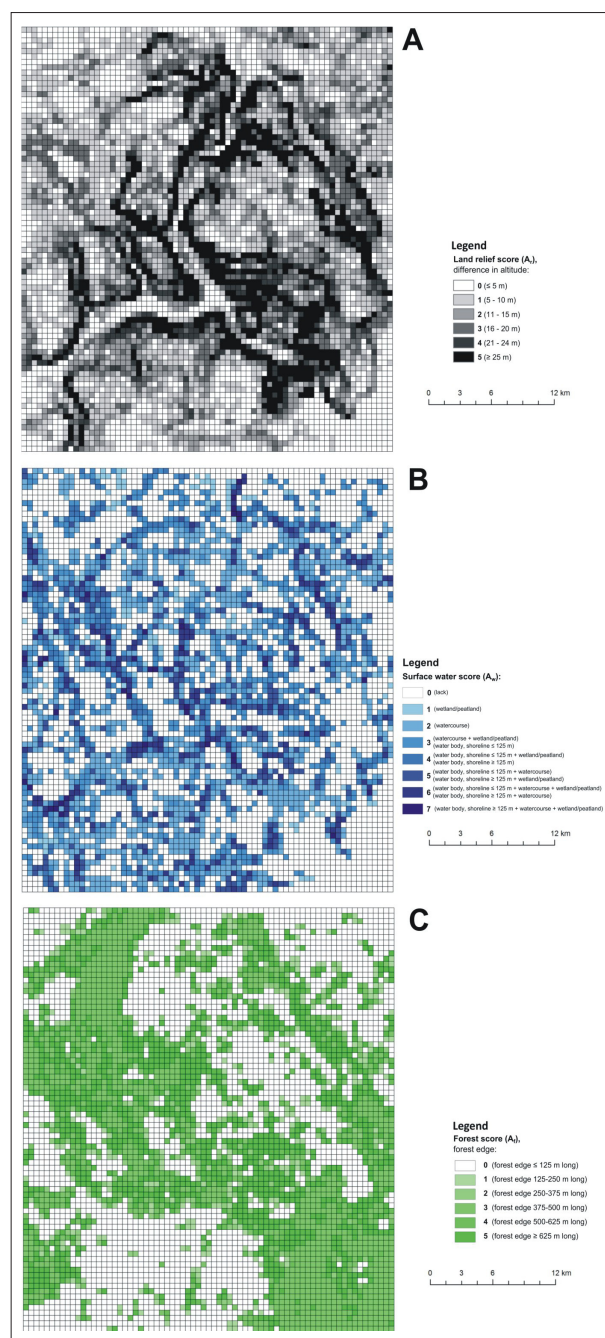 A
Legend
Land relief score (Aᵣ),
difference in altitude:
0 (≤ 5 m)
1 (5 - 10 m)
2 (11 - 15 m)
3 (16 - 20 m)
4 (21 - 24 m)
5 (≥ 25 m)
0 3 6 9 12 km
B
Legend
Surface water score (A_w):
0 (lack)
1 (wetland/peatland)
2 (watercourse)
3 (watercourse + wetland/peatland)
(water body, shoreline ≤ 125 m)
4 (water body, shoreline ≤ 125 m + wetland/peatland)
(water body, shoreline ≥ 125 m)
5 (water body, shoreline ≤ 125 m + watercourse)
(water body, shoreline ≥ 125 m + wetland/peatland)
6 (water body, shoreline ≤ 125 m + watercourse + wetland/peatland)
(water body, shoreline ≥ 125 m + watercourse)
7 (water body, shoreline ≥ 125 m + watercourse + wetland/peatland)
0 3 6 9 12 km
C
Legend
Forest score (A_f),
forest edge:
0 (forest edge ≤ 125 m long)
1 (forest edge 125-250 m long)
2 (forest edge 250-375 m long)
3 (forest edge 375-500 m long)
4 (forest edge 500-625 m long)
5 (forest edge ≥ 625 m long)
0 3 6 9 12 km